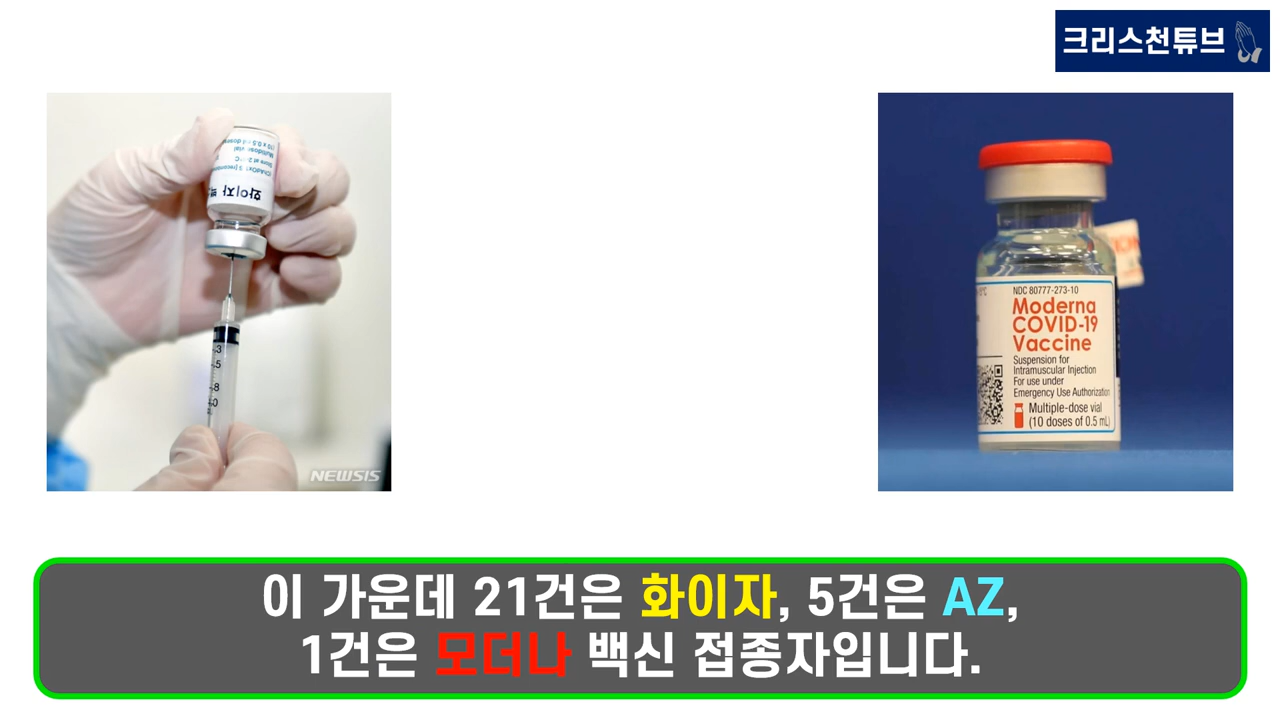 크리스천튜브
화이자 백
NEWSIS
NDC 80777-273-10
Moderna
COVID-19
Vaccine
Suspension for
Intramuscular Injection
For use under
Emergency Use Authorization
Multiple-dose vial
(10 doses of 0.5 mL)
이 가운데 21건은 화이자, 5건은 AZ,
1건은 모더나 백신 접종자입니다.